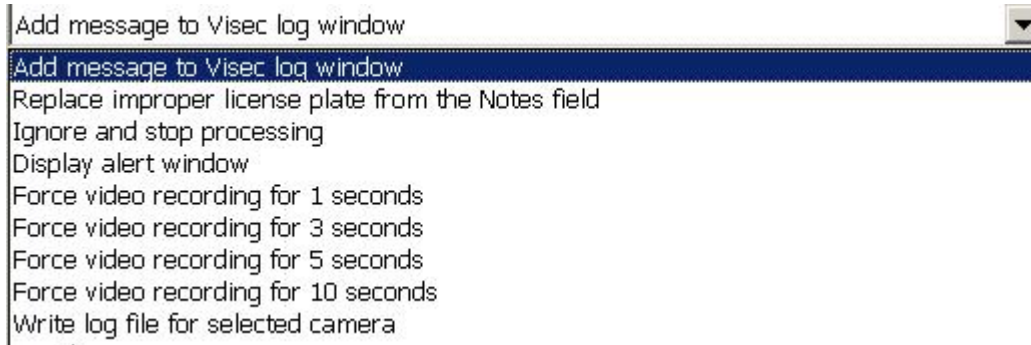 Add message to Visec log window
Add message to Visec log window
Replace improper license plate from the Notes field
Ignore and stop processing
Display alert window
Force video recording for 1 seconds
Force video recording for 3 seconds
Force video recording for 5 seconds
Force video recording for 10 seconds
Write log file for selected camera